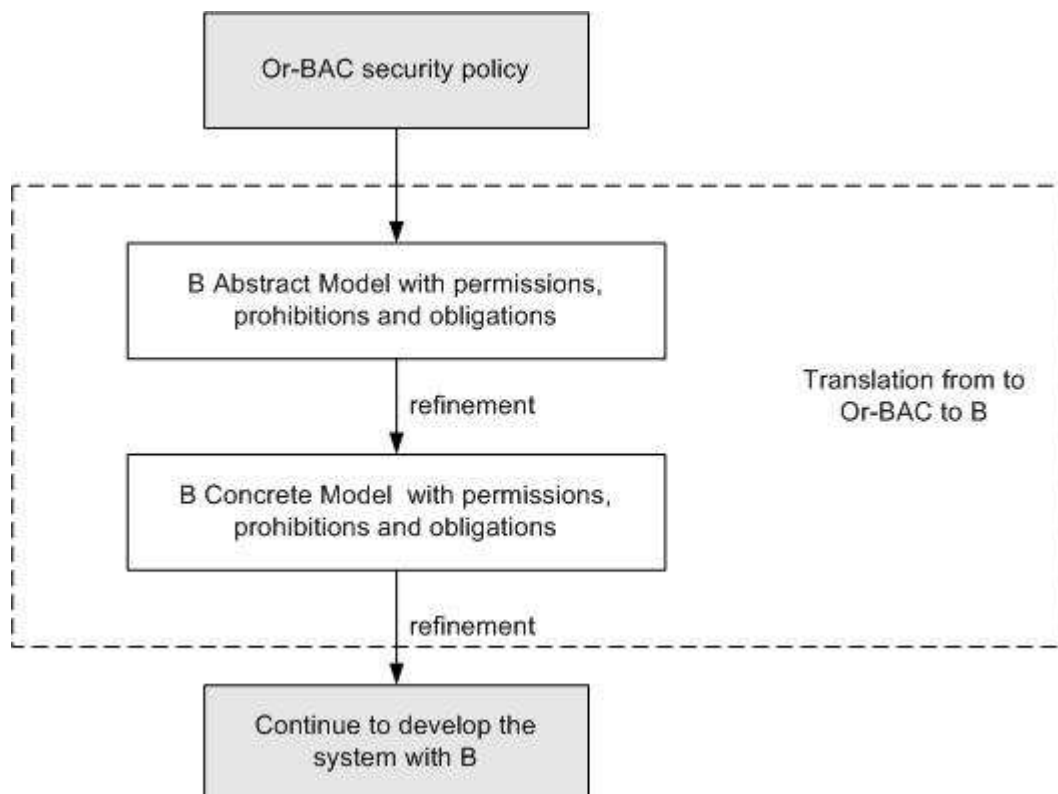 Or-BAC security policy
B Abstract Model with permissions,
prohibitions and obligations
refinement
Translation from to
Or-BAC to B
B Concrete Model with permissions,
prohibitions and obligations
refinement
Continue to develop the
system with B